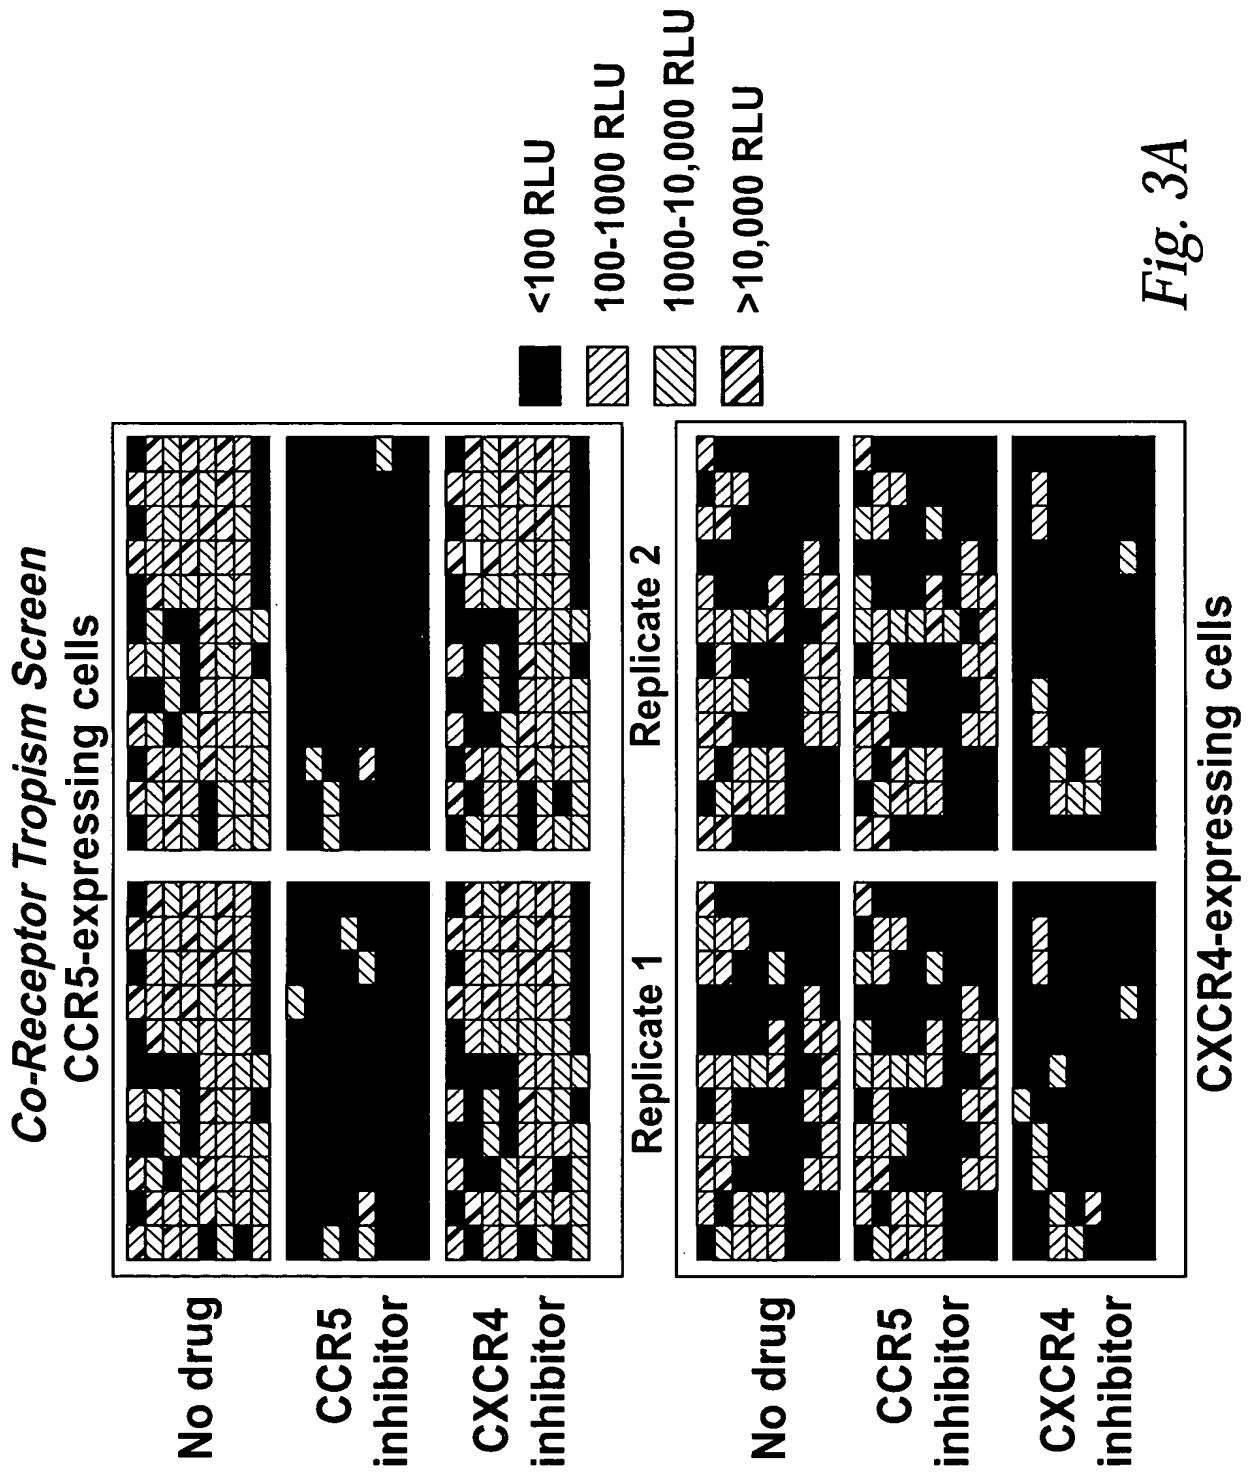 Co-Receptor Tropism Screen
CCR5-expressing cells
No drug
CCR5
inhibitor
CXCR4
inhibitor
Replicate 1
Replicate 2
No drug
CCR5
inhibitor
CXCR4
inhibitor
CXCR4-expressing cells
<100 RLU
100-1000 RLU
1000-10,000 RLU
>10,000 RLU
Fig. 3A